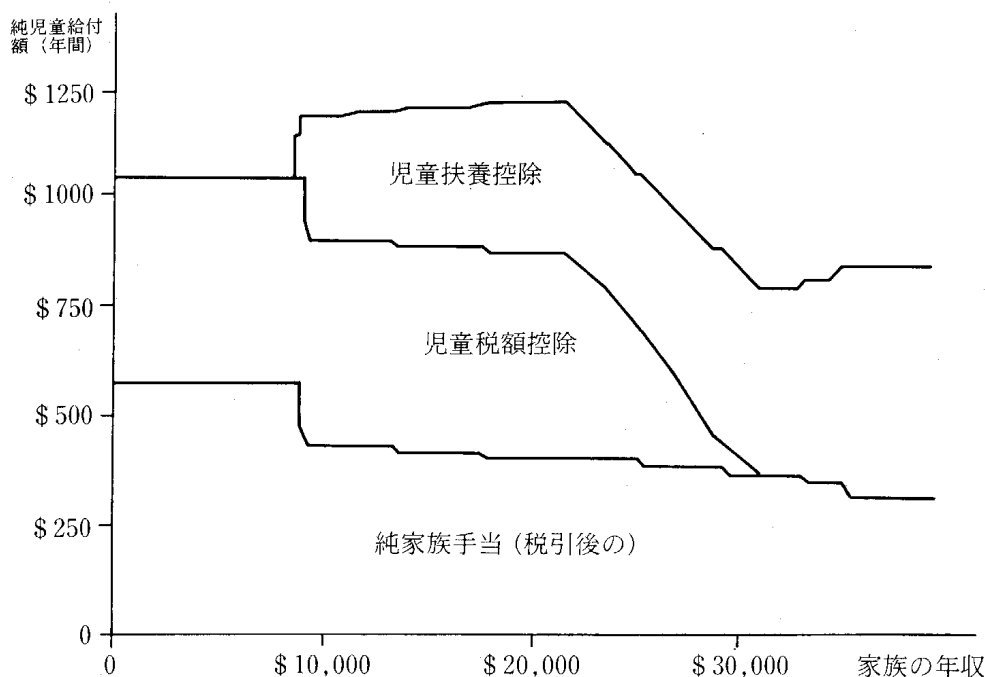 純児童給付
額（年間）
$ 1250
$ 1000
$ 750
$ 500
$ 250
0
児童扶養控除
児童税額控除
純家族手当（税引後の）
0
$ 10,000
$ 20,000
$ 30,000
家族の年収